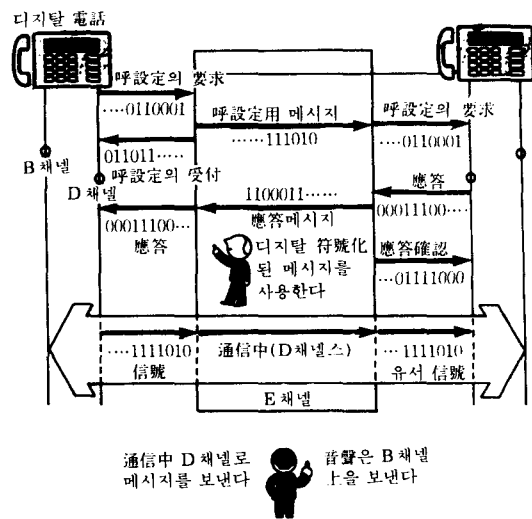 디지탈 電話
呼設定의 要求
····0110001
呼設定用 메시지
······111010
呼設定의 要求
····0110001
011011······
B 채널
呼設定의 受付
D 채널
1100011······
應答
00011100····
00011100····
應答메시지
應答
디지탈 符號化
된 메시지를
사용한다
應答確認
····01111000
····1111010
通信中(D채널스)
····1111010
信號
유서 信號
E 채널
通信中 D 채널로
메시지를 보낸다
音聲은 B 채널
上을 보낸다